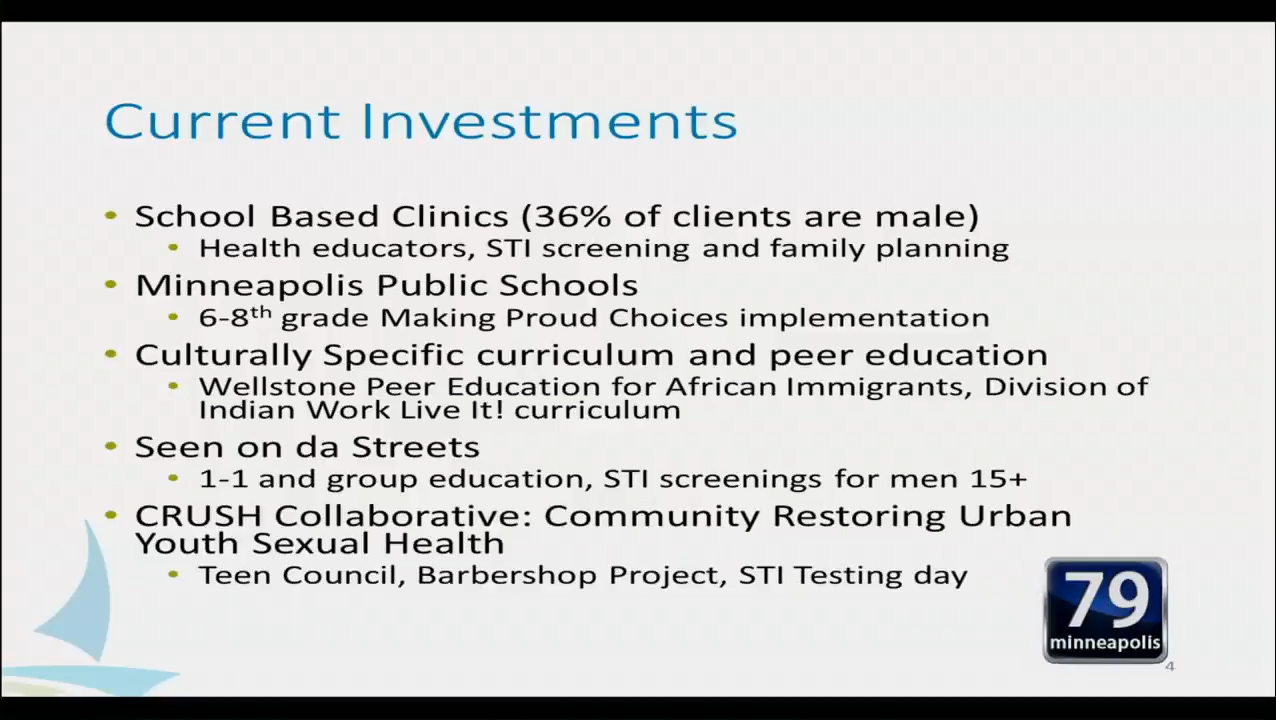 Current Investments
• School Based Clinics (36% of clients are male)
• Health educators, STI screening and family planning
• Minneapolis Public Schools
• 6-8th grade Making Proud Choices implementation
• Culturally Specific curriculum and peer education
• Wellstone Peer Education for African Immigrants, Division of
Indian Work Live It! curriculum
• Seen on da Streets
• 1-1 and group education, STI screenings for men 15+
• CRUSH Collaborative: Community Restoring Urban
Youth Sexual Health
• Teen Council, Barbershop Project, STI Testing day
79
minneapolis
4